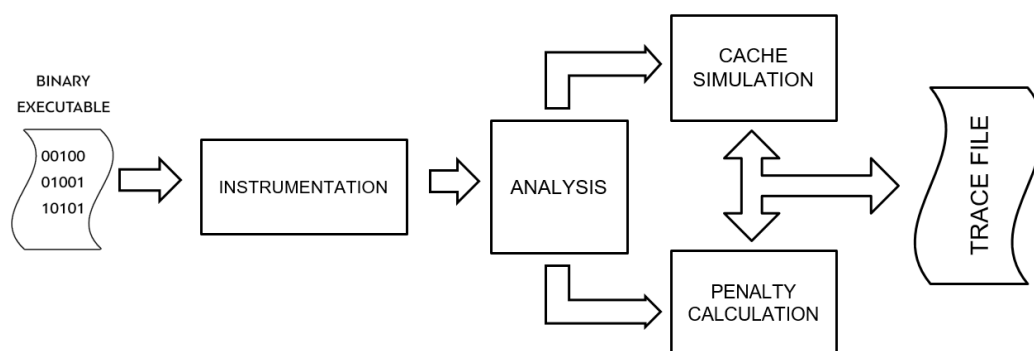 BINARY
EXECUTABLE
00100
01001
10101
INSTRUMENTATION
ANALYSIS
CACHE
SIMULATION
PENALTY
CALCULATION
TRACE FILE